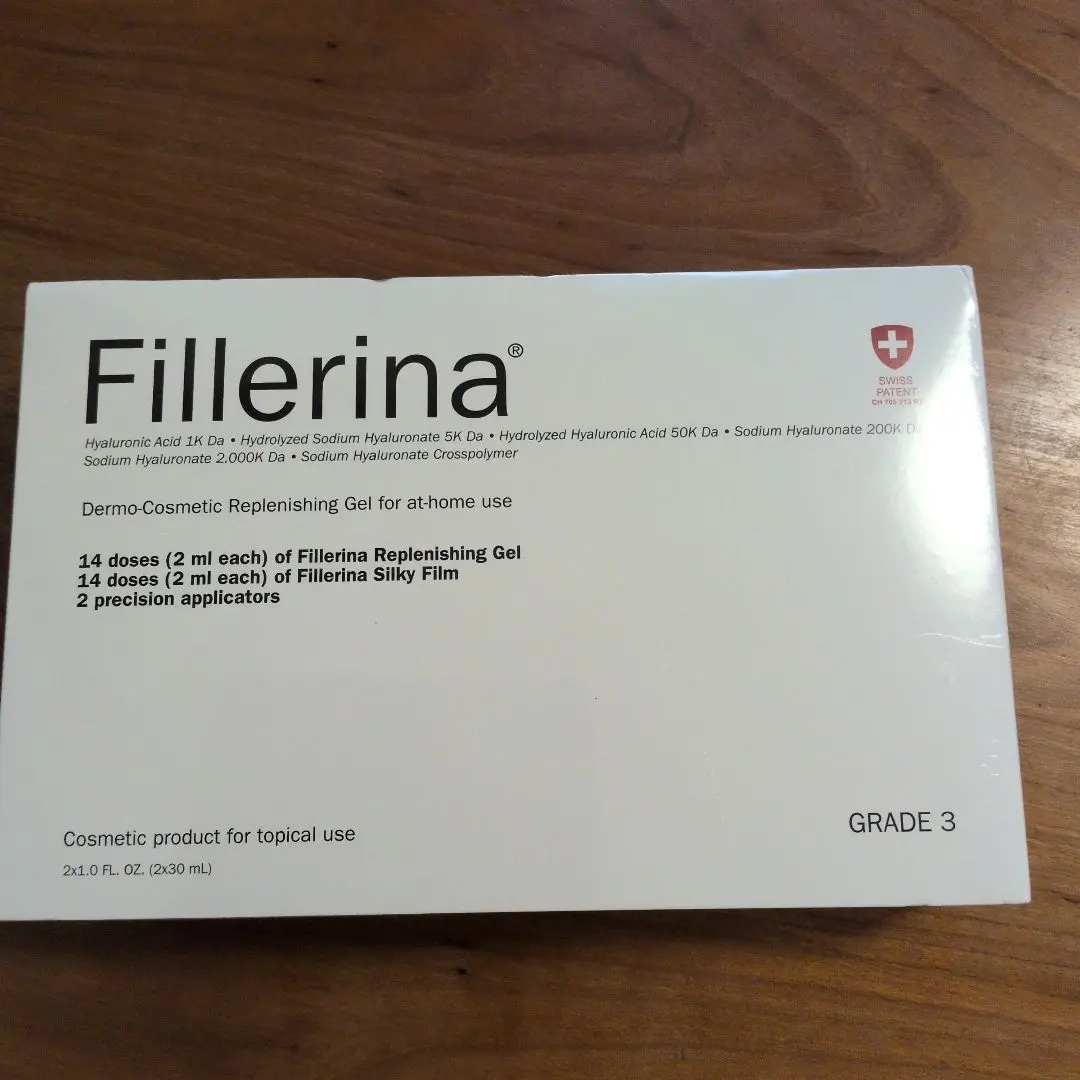 Fillerina®
SWISS
PATENT
Hyaluronic Acid 1K Da • Hydrolyzed Sodium Hyaluronate 5K Da • Hydrolyzed Hyaluronic Acid 50K Da • Sodium Hyaluronate 200K
Sodium Hyaluronate 2.000K Da • Sodium Hyaluronate Crosspolymer
Dermo-Cosmetic Replenishing Gel for at-home use
14 doses (2 ml each) of Fillerina Replenishing Gel
14 doses (2 ml each) of Fillerina Silky Film
2 precision applicators
GRADE 3
Cosmetic product for topical use
2x1.0 FL. OZ. (2x30 mL)